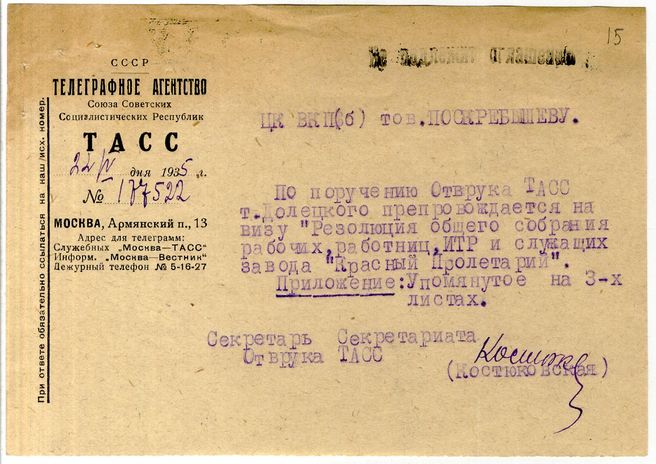 15
Не подлежит оглашению
СССР
ТЕЛЕГРАФНОЕ АГЕНТСТВО
Союза Советских
Социалистических Республик
ТАСС
22/V дня 1935 г.
№ 177522
МОСКВА, Армянский п., 13
Адрес для телеграмм:
Служебных „Москва—ТАСС"
Информ. „Москва—Вестник"
Дежурный телефон № 5-16-27
При ответе обязательно ссылаться на наш/исх. номер.
ЦК ВКП(б) тов.ПОСКРЕБЫШЕВУ.
По поручению Отврука ТАСС
т.Долецкого препровождается на
визу "Резолюция общего собрания
рабочих,работниц,ИТР и служащих
завода "Красный Пролетарий".
Приложение:Упомянутое на 3-х
листах.
Секретарь Секретариата
Отврука ТАСС
(Костюковская)